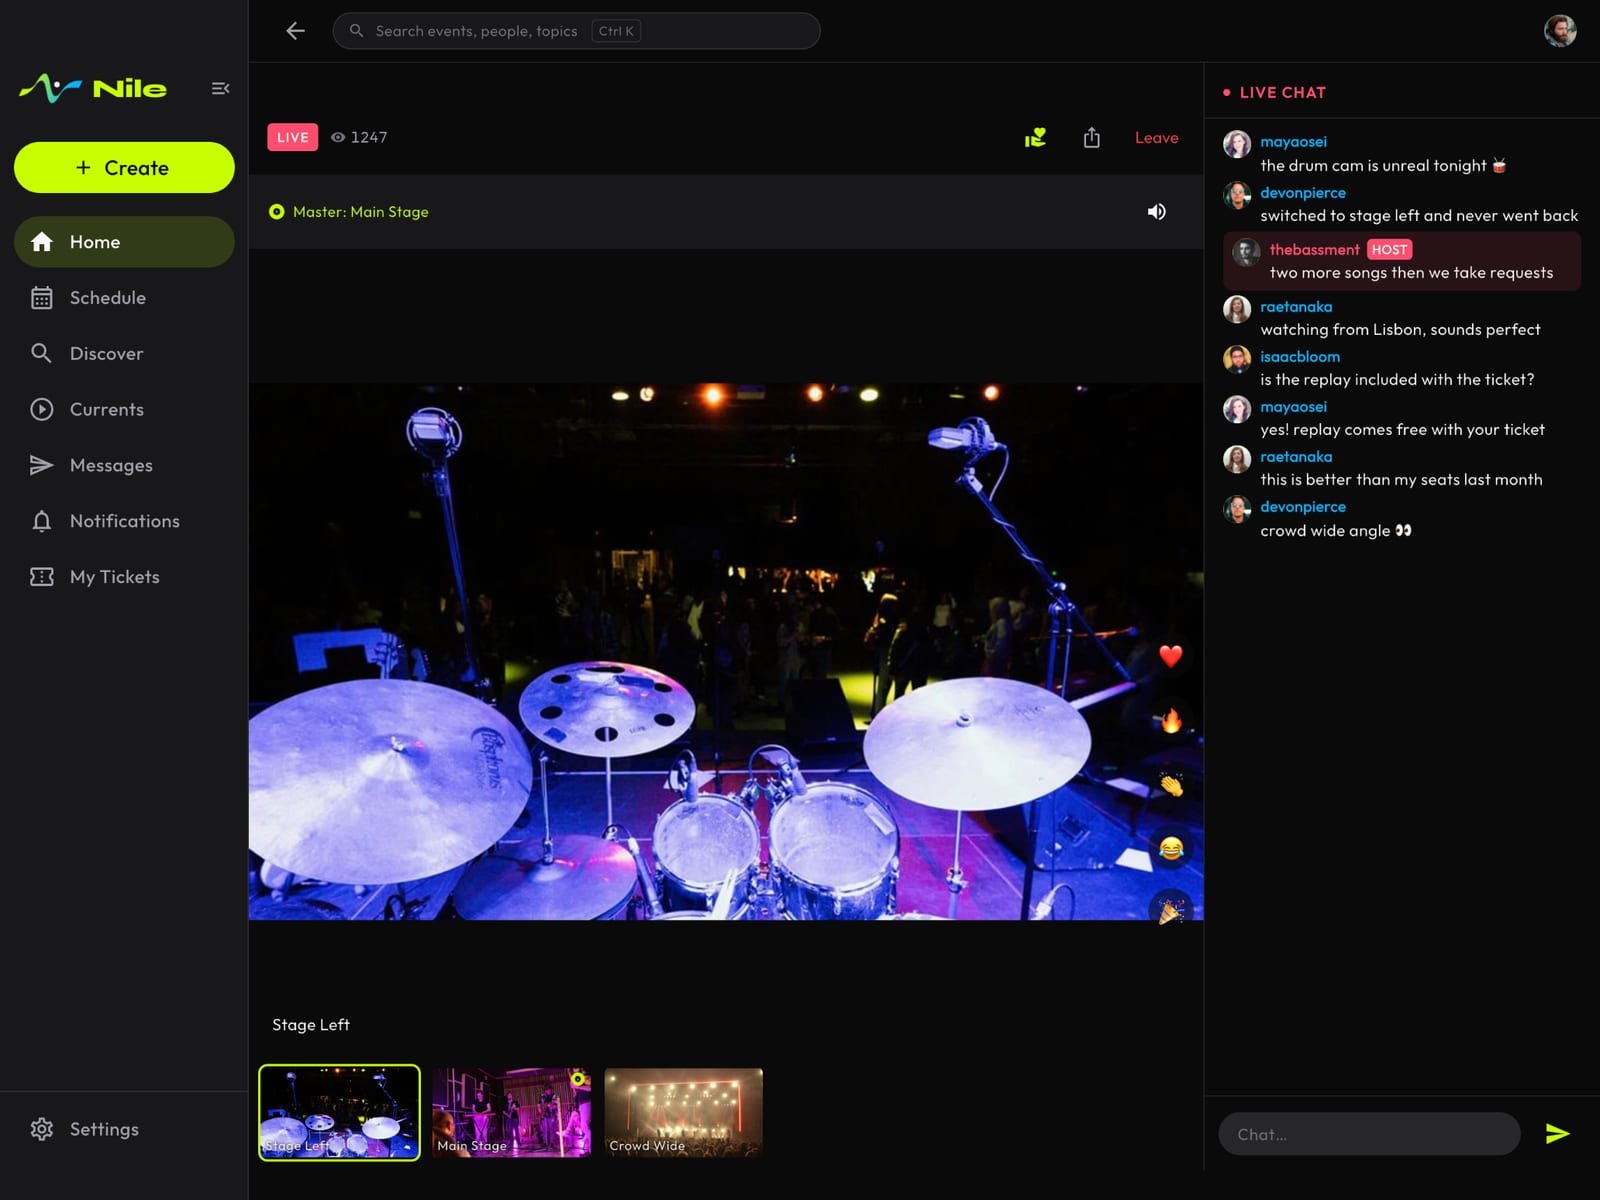 Nile
+ Create
Home
Schedule
Discover
Currents
Messages
Notifications
My Tickets
Settings
Search events, people, topics Ctrl K
LIVE 1247
Leave
Master: Main Stage
Stage Left
Stage Left
Main Stage
Crowd Wide
LIVE CHAT
mayaosei
the drum cam is unreal tonight 🥁
devonpierce
switched to stage left and never went back
thebassment HOST
two more songs then we take requests
raetanaka
watching from Lisbon, sounds perfect
isaacbloom
is the replay included with the ticket?
mayaosei
yes! replay comes free with your ticket
raetanaka
this is better than my seats last month
devonpierce
crowd wide angle 👀
Chat...